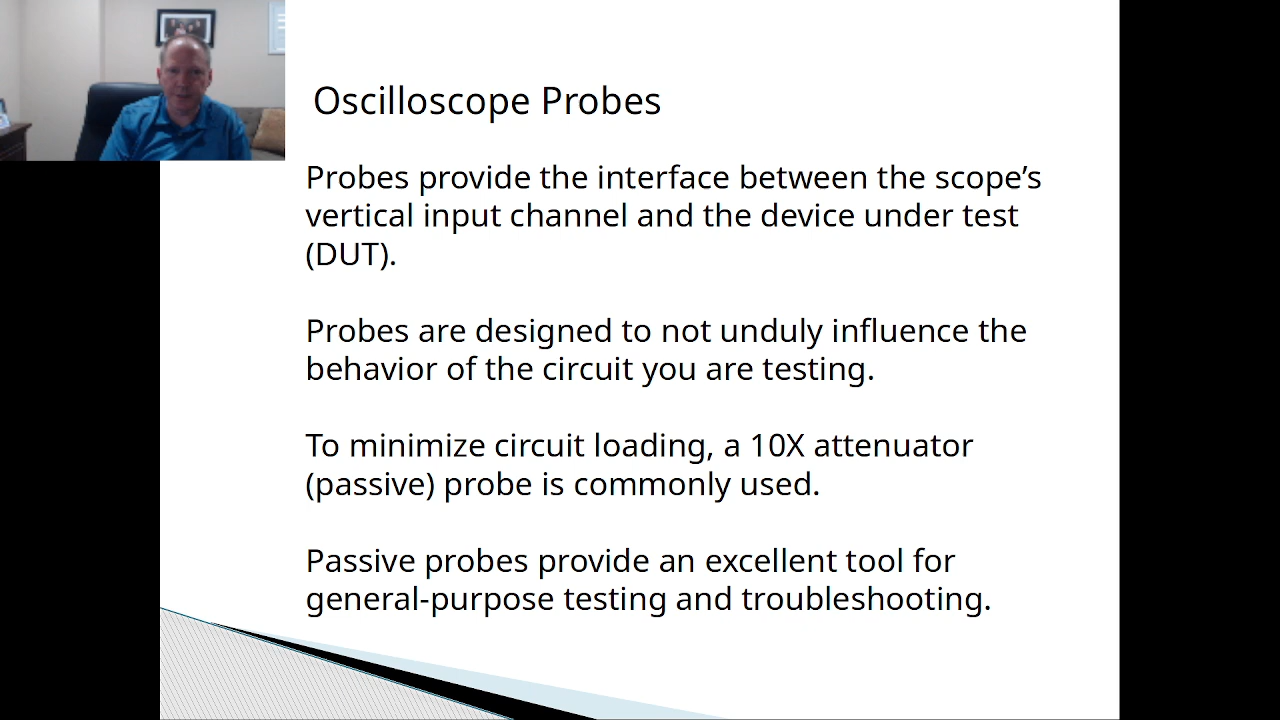 Oscilloscope Probes
Probes provide the interface between the scope’s
vertical input channel and the device under test
(DUT).
Probes are designed to not unduly influence the
behavior of the circuit you are testing.
To minimize circuit loading, a 10X attenuator
(passive) probe is commonly used.
Passive probes provide an excellent tool for
general-purpose testing and troubleshooting.